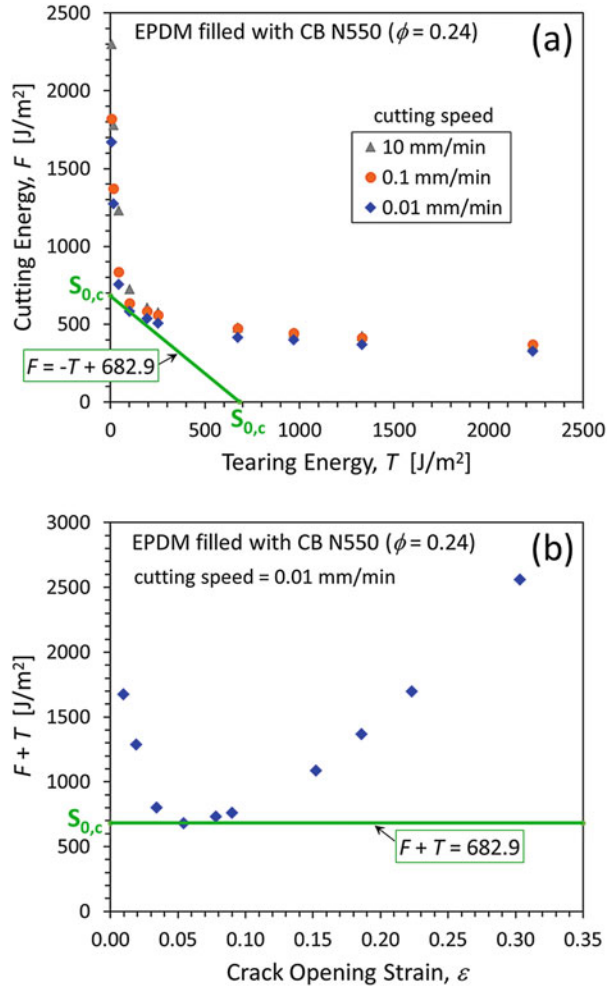 EPDM filled with CB N550 (ϕ = 0.24)
(a)
cutting speed
10 mm/min
0.1 mm/min
0.01 mm/min
2500
2000
1500
1000
500
0
Cutting Energy, F [J/m²]
S0,c
F = -T + 682.9
S0,c
0 500 1000 1500 2000 2500
Tearing Energy, T [J/m²]
EPDM filled with CB N550 (ϕ = 0.24)
(b)
cutting speed = 0.01 mm/min
3000
2500
2000
1500
1000
500
0
F + T [J/m²]
S0,c
F + T = 682.9
0.00 0.05 0.10 0.15 0.20 0.25 0.30 0.35
Crack Opening Strain, ε